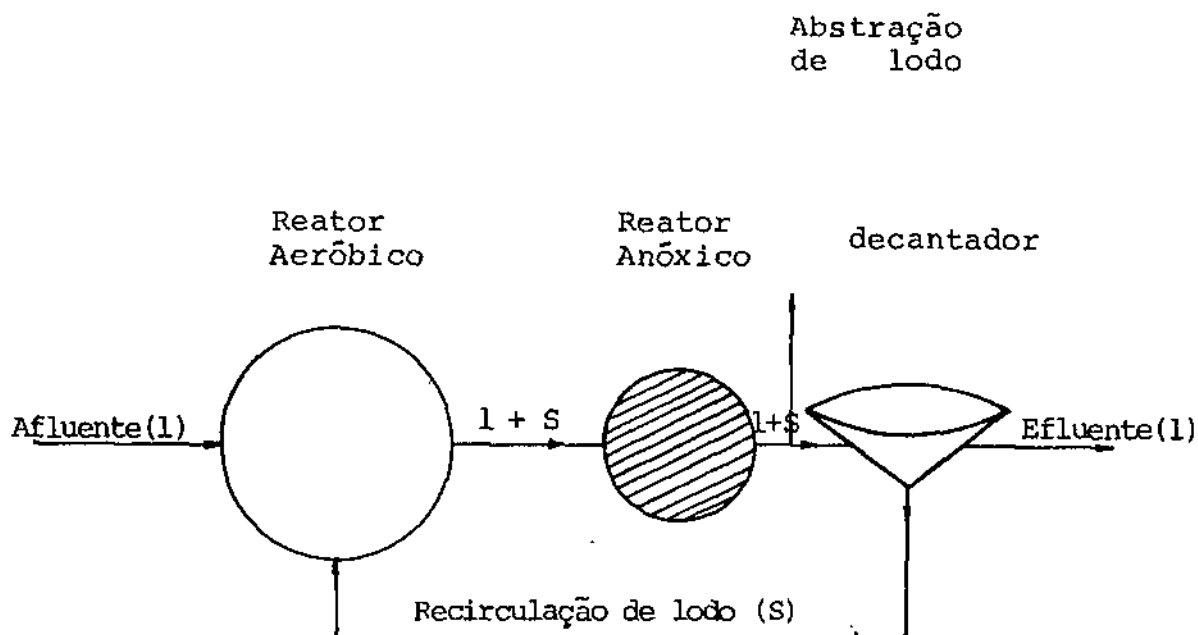 Abstração
de lodo
Reator
Aeróbico
Reator
Anóxico
decantador
Afluente(1)
1 + S
1+S
Efluente(1)
Recirculação de lodo (S)